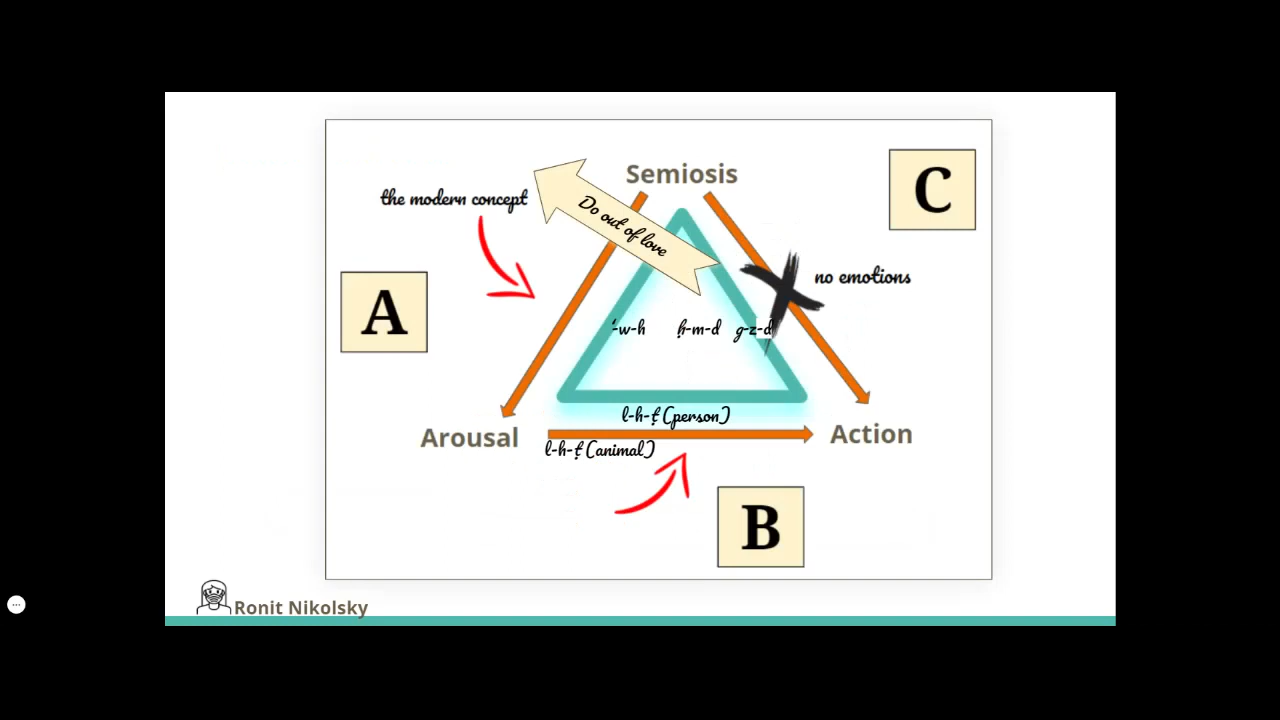 Semiosis
C
the modern concept
Do out of love
no emotions
A
'-w-h ḥ-m-d g-z-d
l-h-ṭ (person)
Arousal
Action
l-h-ṭ (animal)
B
Ronit Nikolsky